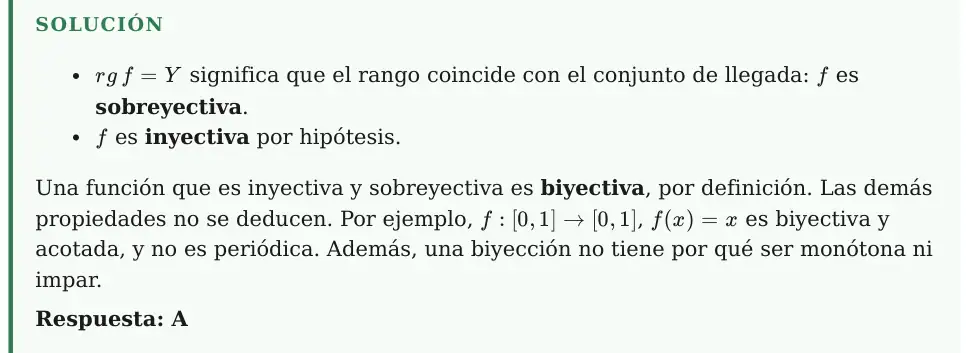 SOLUCIÓN
• rg f = Y significa que el rango coincide con el conjunto de llegada: f es
sobreyectiva.
• f es inyectiva por hipótesis.
Una función que es inyectiva y sobreyectiva es biyectiva, por definición. Las demás
propiedades no se deducen. Por ejemplo, f : [0, 1] → [0, 1], f(x) = x es biyectiva y
acotada, y no es periódica. Además, una biyección no tiene por qué ser monótona ni
impar.
Respuesta: A